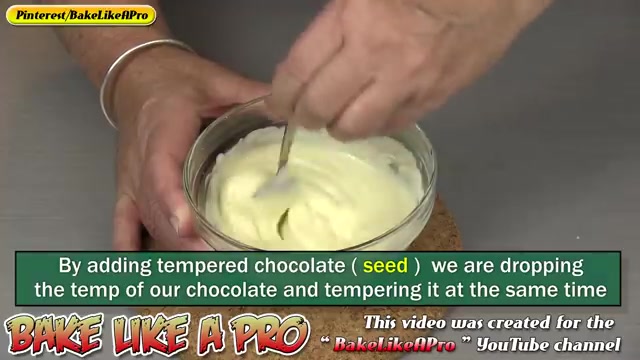 Pinterest/BakeLikeAPro
By adding tempered chocolate ( seed ) we are dropping
the temp of our chocolate and tempering it at the same time
BAKE LIKE A PRO
This video was created for the
" BakeLikeAPro " YouTube channel